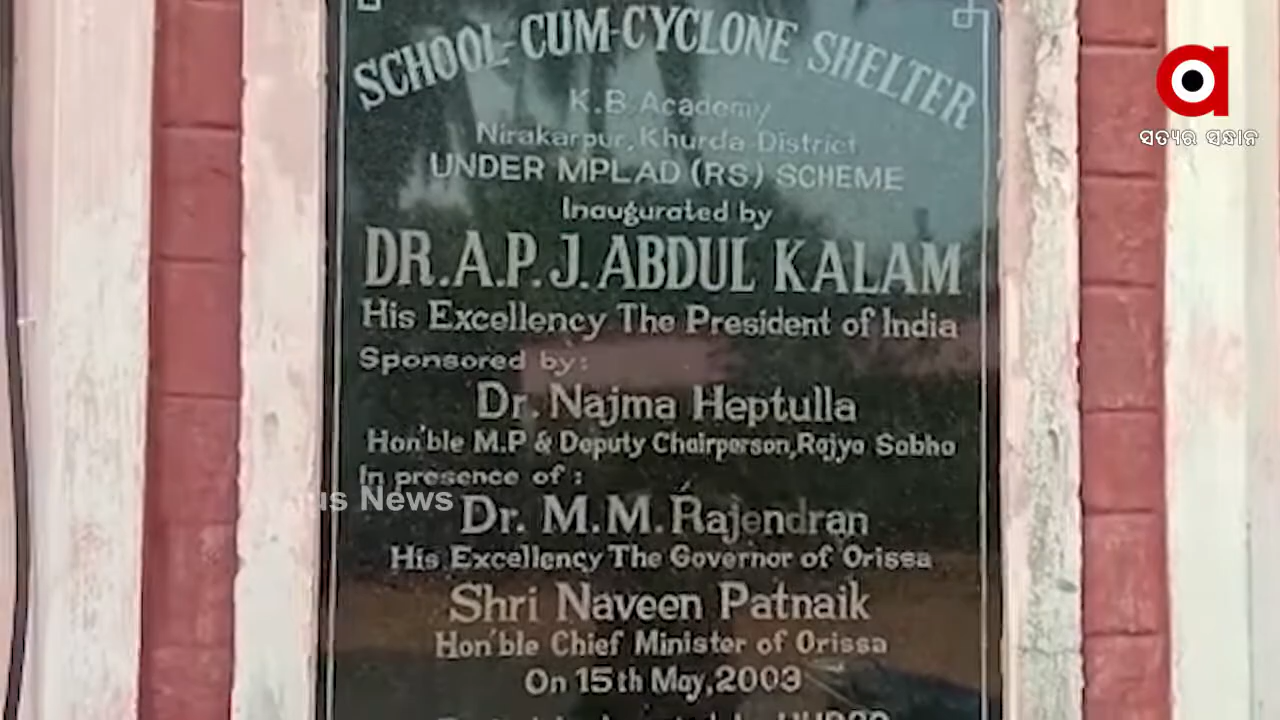 SCHOOL-CUM-CYCLONE SHELTER
K.B. Academy
Nirakarpur, Khurda District
UNDER MPLAD (RS) SCHEME
Inaugurated by
DR. A.P.J. ABDUL KALAM
His Excellency The President of India
Sponsored by:
Dr. Najma Heptulla
Hon'ble M.P & Deputy Chairperson, Rajya Sabha
In presence of :
Dr. M.M. Rajendran
His Excellency The Governor of Orissa
Shri Naveen Patnaik
Hon'ble Chief Minister of Orissa
On 15th May, 2003
News
a
ସତ୍ୟର ସନ୍ଧାନ